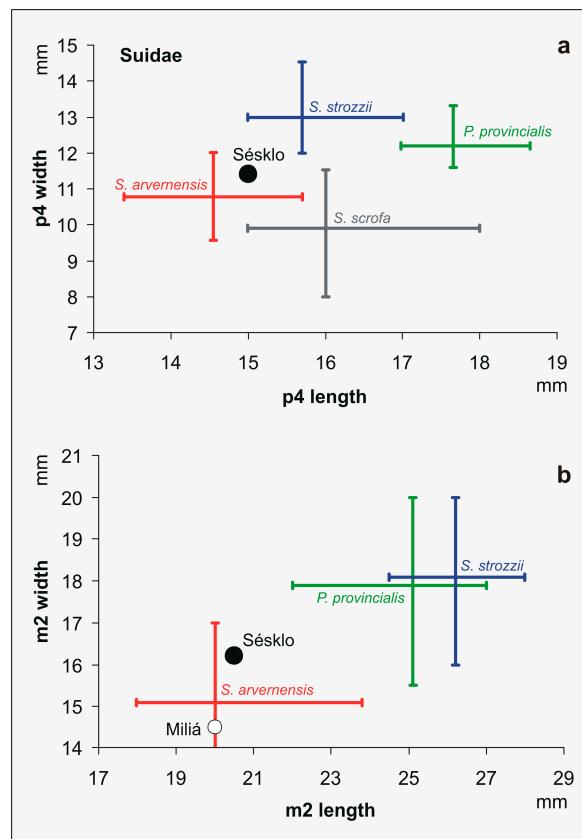 Suidae
a
mm
15
14
13
12
11
10
9
8
7
p4 width
S. strozzii
P. provincialis
Sésklo
S. arvernensis
S. scrofa
13 14 15 16 17 18 19
p4 length
mm
b
mm
21
20
19
18
17
16
15
14
m2 width
S. strozzii
P. provincialis
Sésklo
S. arvernensis
Miliá
17 19 21 23 25 27 29
m2 length
mm